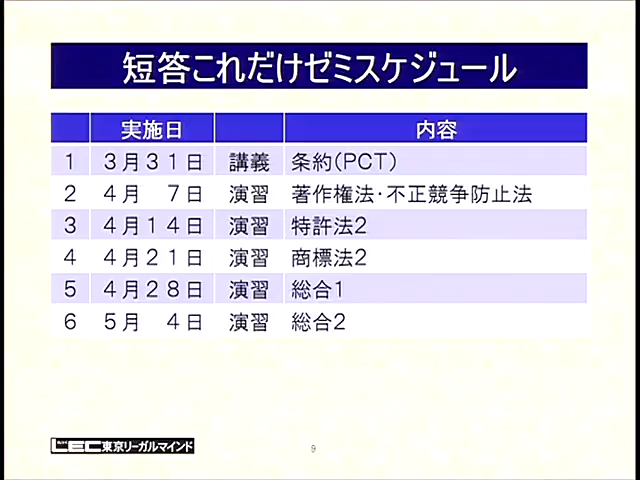 短答これだけゼミスケジュール
実施日 内容
1 3月31日 講義 条約(PCT)
2 4月 7日 演習 著作権法・不正競争防止法
3 4月14日 演習 特許法2
4 4月21日 演習 商標法2
5 4月28日 演習 総合1
6 5月 4日 演習 総合2
LEC東京リーガルマインド 9